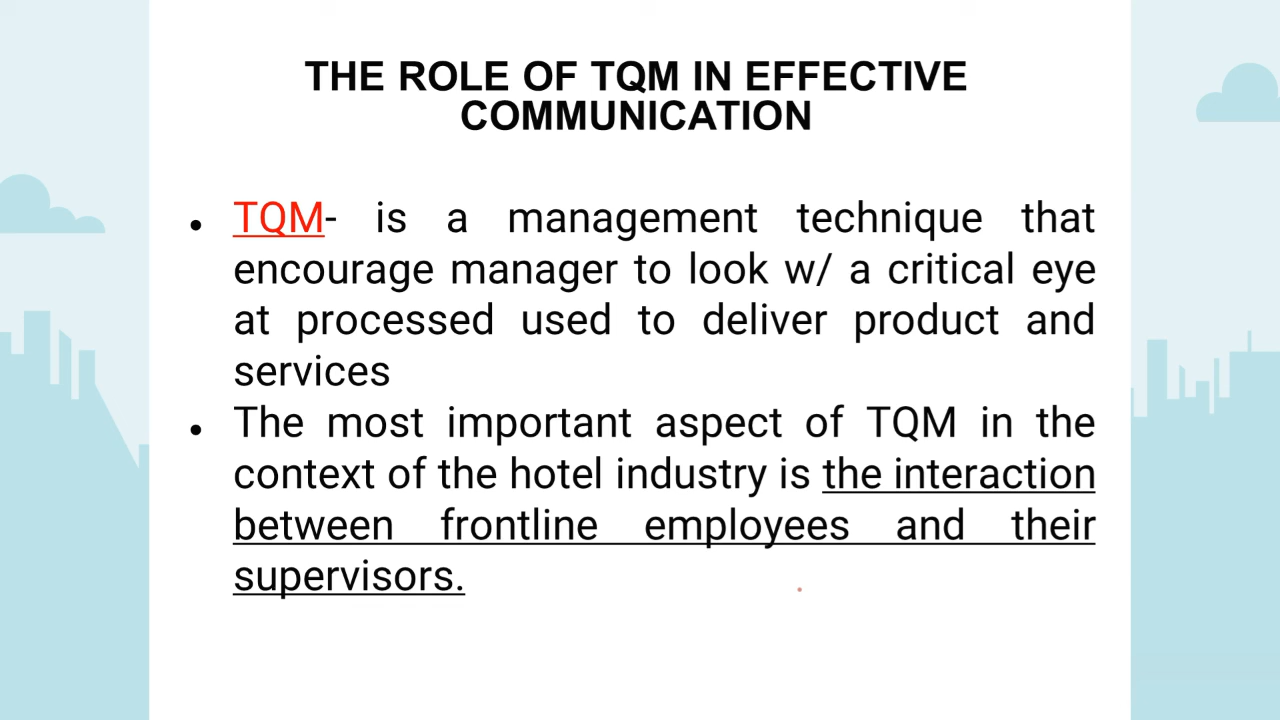 THE ROLE OF TQM IN EFFECTIVE
COMMUNICATION
• TQM- is a management technique that
encourage manager to look w/ a critical eye
at processed used to deliver product and
services
• The most important aspect of TQM in the
context of the hotel industry is the interaction
between frontline employees and their
supervisors.